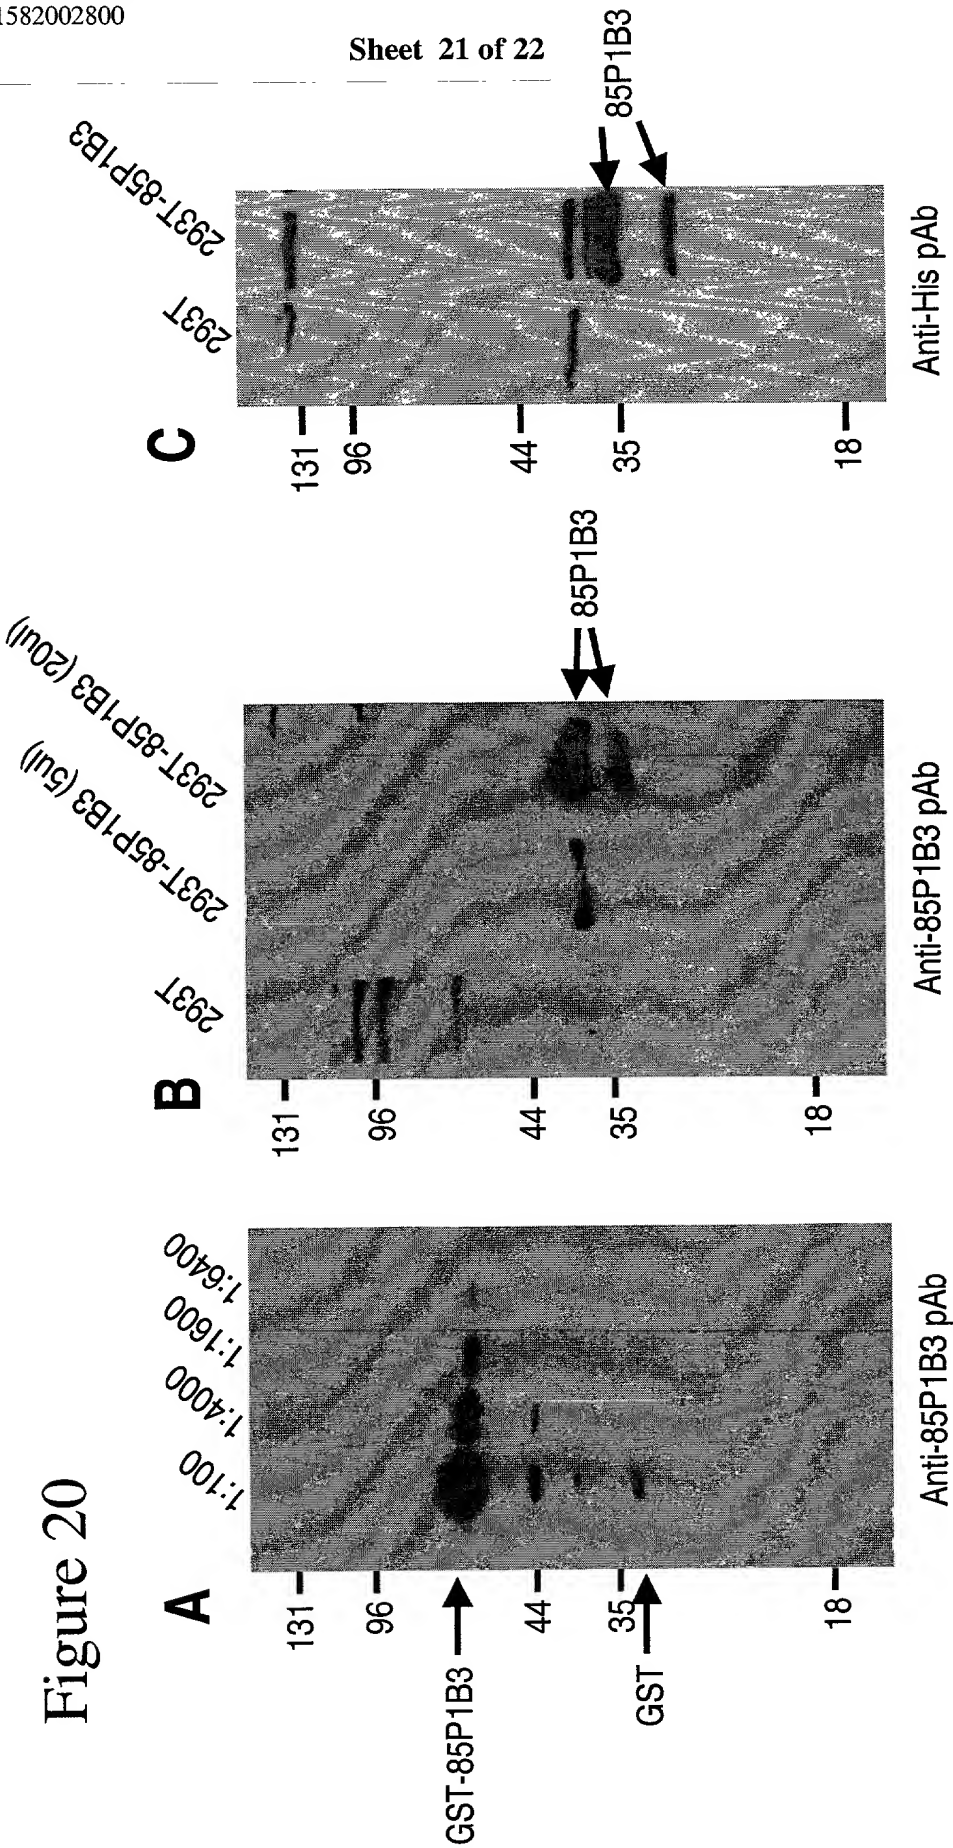 1582002800
Sheet 21 of 22
Figure 20
A
1:100
1:4000
1:1600
1:6400
131
96
GST-85P1B3
44
35
GST
18
Anti-85P1B3 pAb
B
293T
293T-85P1B3 (5ul)
293T-85P1B3 (20ul)
131
96
44
35
18
85P1B3
Anti-85P1B3 pAb
C
293T
293T-85P1B3
131
96
44
35
18
85P1B3
Anti-His pAb